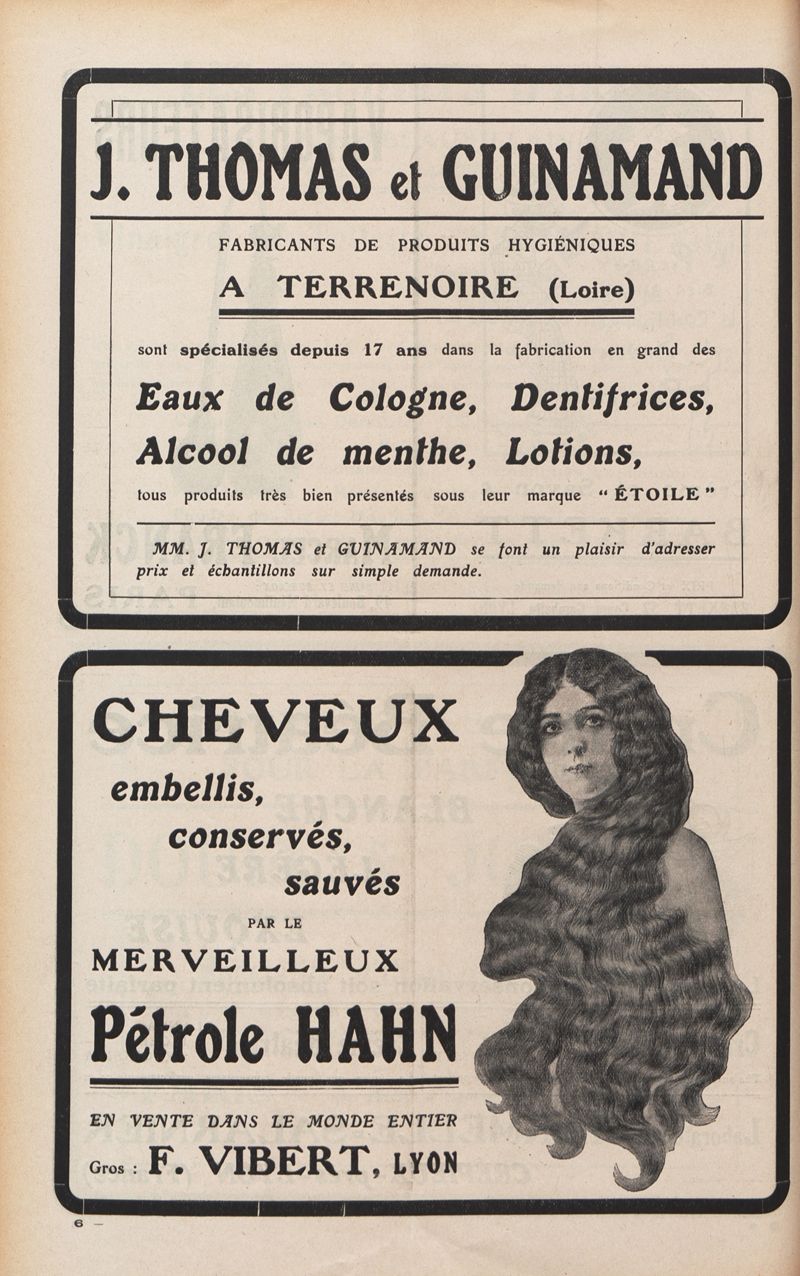 J. THOMAS et GUINAMAND
FABRICANTS DE PRODUITS HYGIÉNIQUES
A TERRENOIRE (Loire)
sont spécialisés depuis 17 ans dans la fabrication en grand des
Eaux de Cologne, Dentifrices,
Alcool de menthe, Lotions,
tous produits très bien présentés sous leur marque “ ÉTOILE ”
MM. J. THOMAS et GUINAMAND se font un plaisir d'adresser
prix et échantillons sur simple demande.
CHEVEUX
embellis,
conservés,
sauvés
PAR LE
MERVEILLEUX
Pétrole HAHN
EN VENTE DANS LE MONDE ENTIER
Gros : F. VIBERT, LYON
6 —